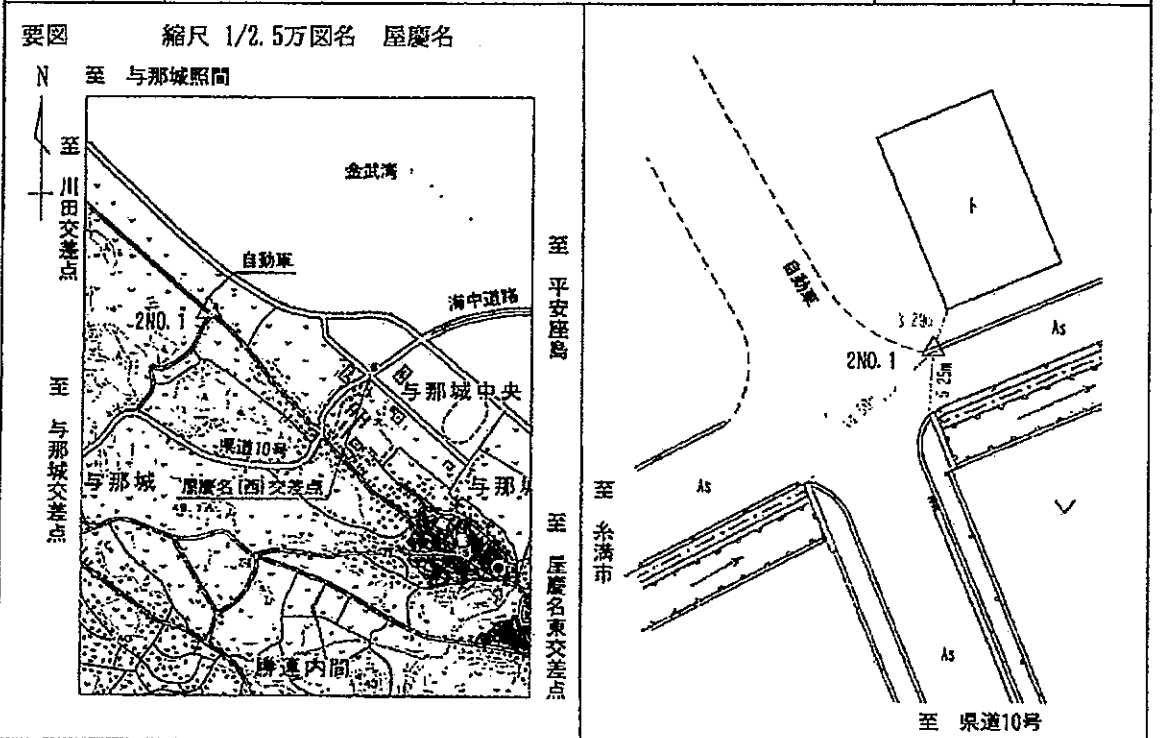 要図 縮尺 1/2.5万図名 屋慶名
N 至 与那城照間
至 川田交差点
金武湾
自動車
海中道路
2NO.1
至 平安座島
与那城中央
至 与那城交差点
県道10号
与那城
屋慶名(西)交差点
与那
勝連内間
至 屋慶名東交差点
ト
自動車
2NO.1
As
As
As
至 糸満市
至 県道10号